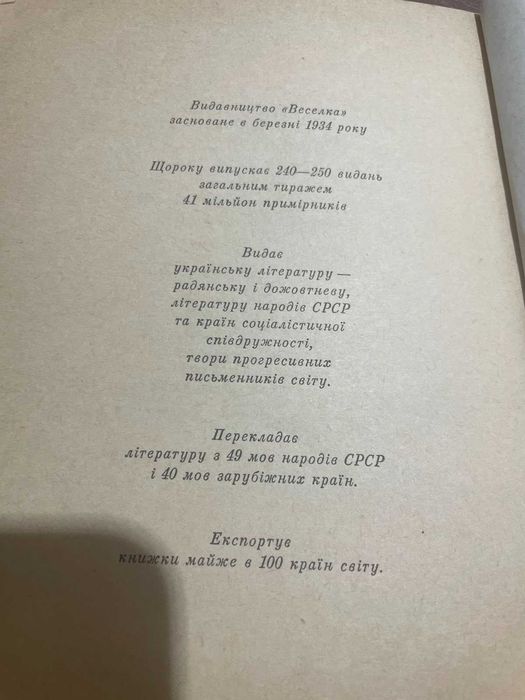 Видавництво «Веселка»
засноване в березні 1934 року
Щороку випускає 240—250 видань
загальним тиражем
41 мільйон примірників
Видає
українську літературу —
радянську і дожовтневу,
літературу народів СРСР
та країн соціалістичної
співдружності,
твори прогресивних
письменників світу.
Перекладає
літературу з 49 мов народів СРСР
і 40 мов зарубіжних країн.
Експортує
книжки майже в 100 країн світу.